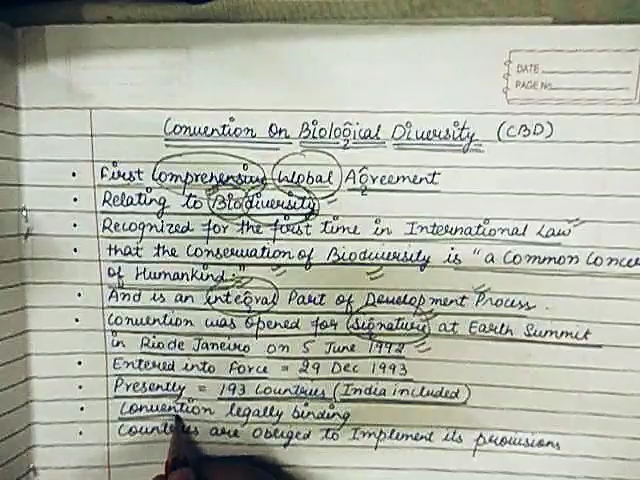 DATE
PAGE No.
Convention On Biological Diversity (CBD)
• First Comprehensive Global Agreement
• Relating to Biodiversity
• Recognized for the first time in International Law
• that the Conservation of Biodiversity is "a Common Conce
of Humankind."
• And is an integral Part of Development Process.
• Convention was opened for Signature at Earth Summit
in Rio de Janeiro on 5 June 1992
• Entered into Force = 29 Dec 1993
• Presently = 193 Countries (India included)
• Convention legally binding
• are obliged to Implement its provisions